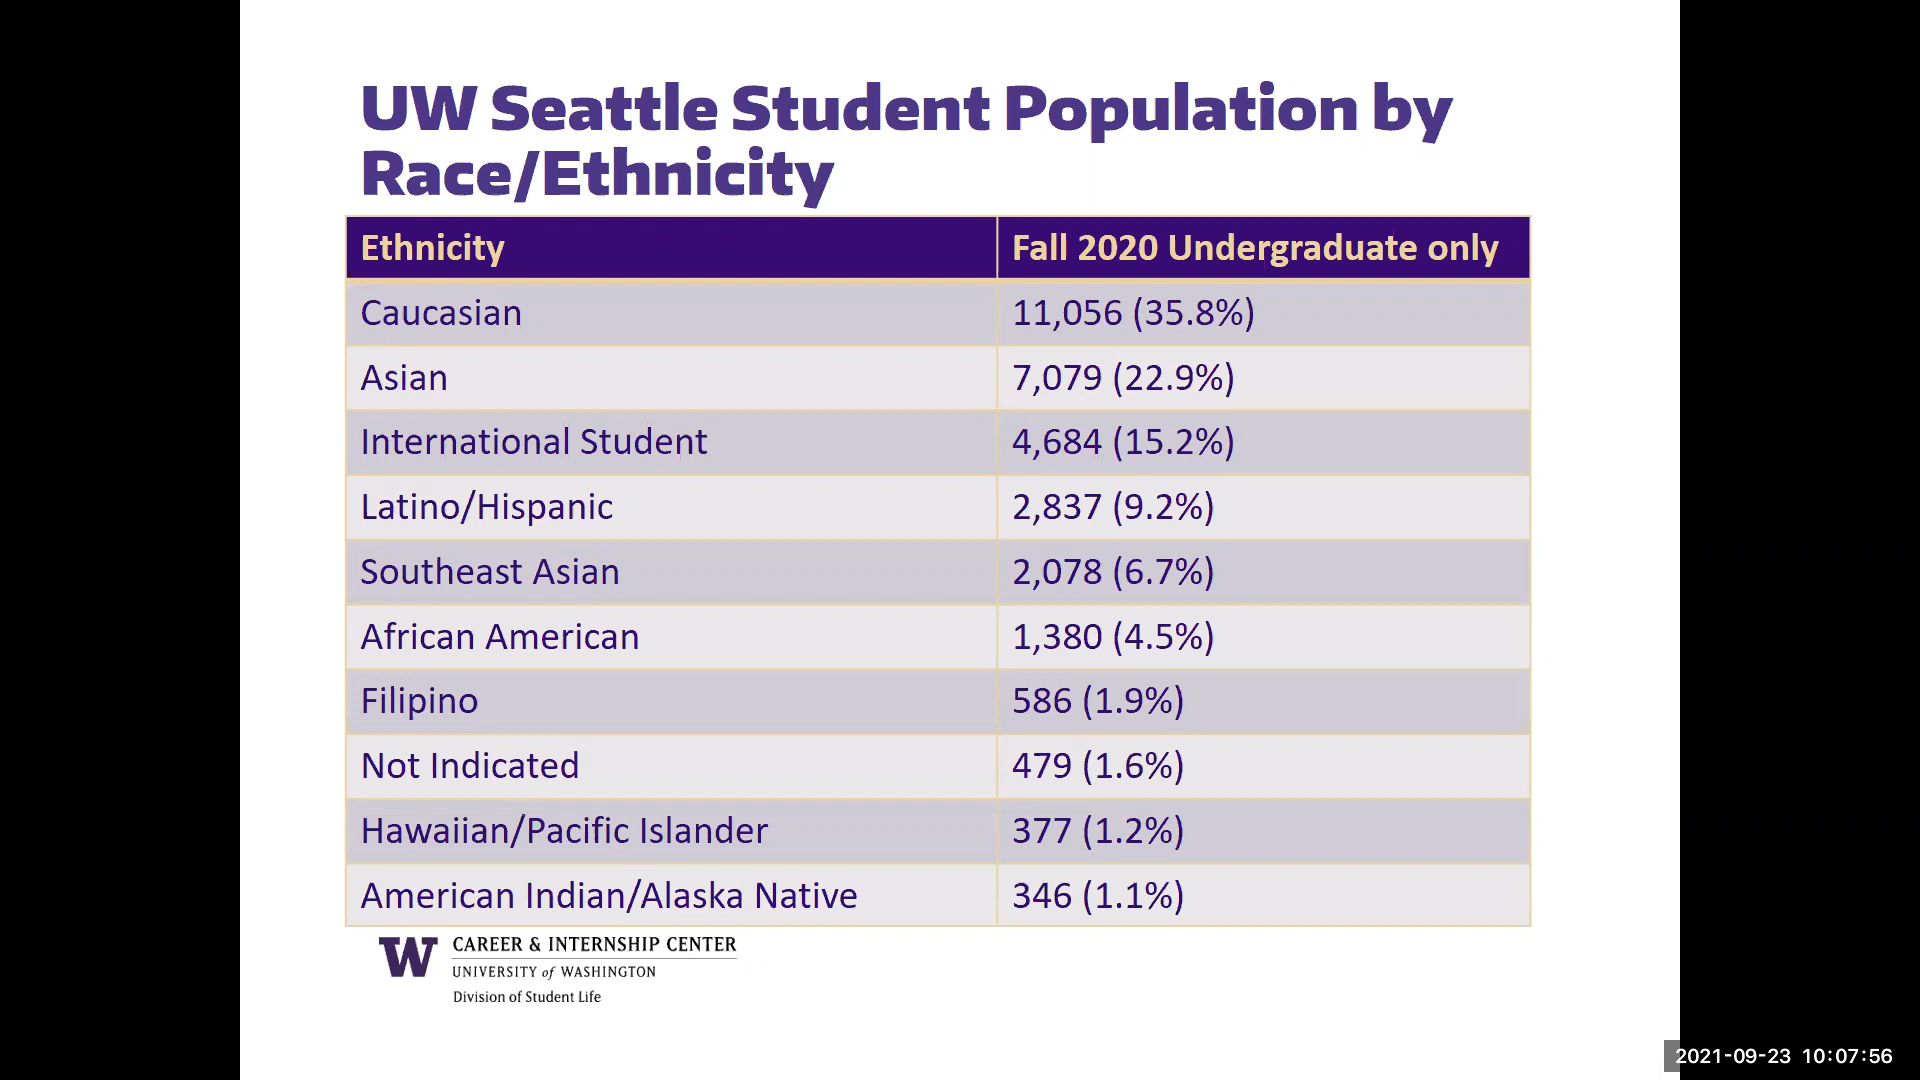 UW Seattle Student Population by
Race/Ethnicity
Ethnicity Fall 2020 Undergraduate only
Caucasian 11,056 (35.8%)
Asian 7,079 (22.9%)
International Student 4,684 (15.2%)
Latino/Hispanic 2,837 (9.2%)
Southeast Asian 2,078 (6.7%)
African American 1,380 (4.5%)
Filipino 586 (1.9%)
Not Indicated 479 (1.6%)
Hawaiian/Pacific Islander 377 (1.2%)
American Indian/Alaska Native 346 (1.1%)
W CAREER & INTERNSHIP CENTER
UNIVERSITY of WASHINGTON
Division of Student Life
2021-09-23 10:07:56